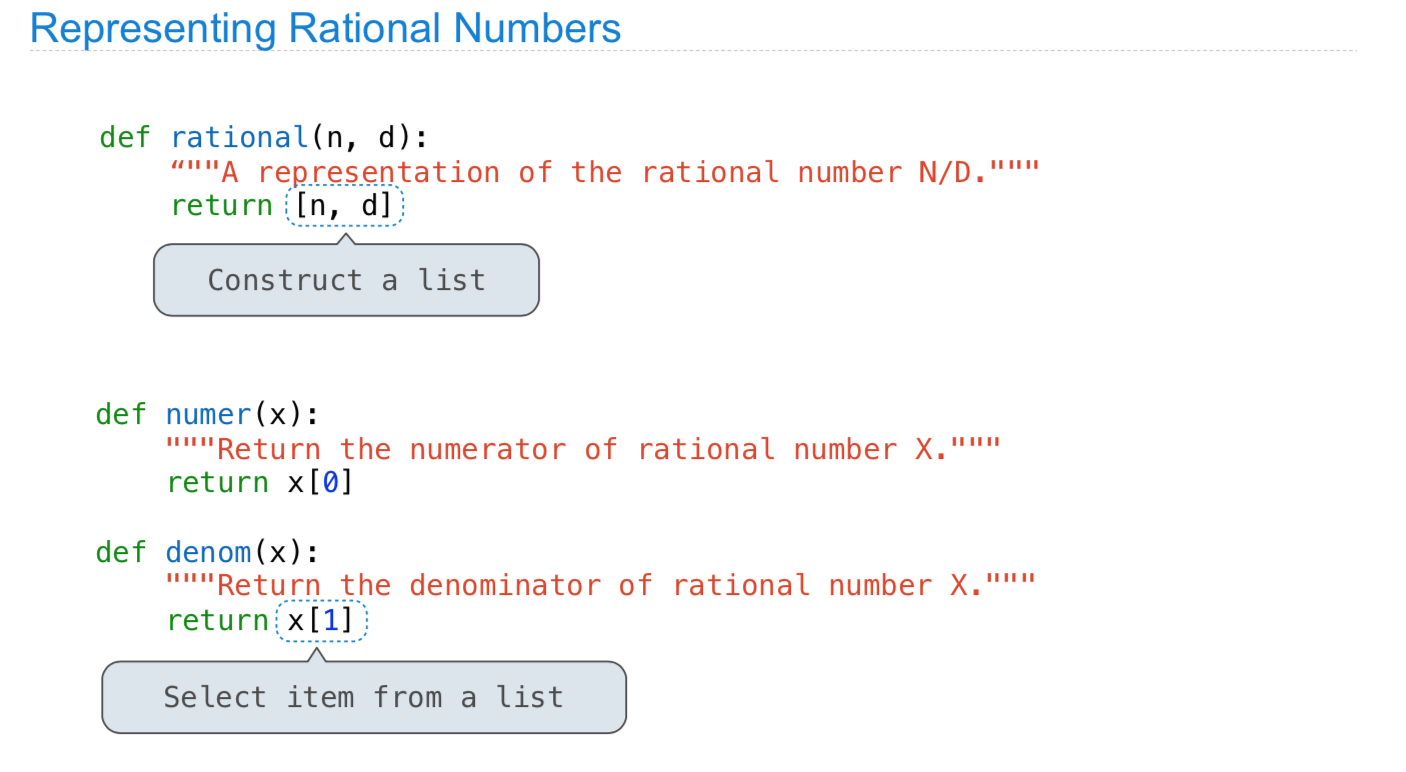 Representing Rational Numbers
def rational(n, d):
“""A representation of the rational number N/D."""
return [n, d]
Construct a list
def numer(x):
"""Return the numerator of rational number X."""
return x[0]
def denom(x):
"""Return the denominator of rational number X."""
return x[1]
Select item from a list